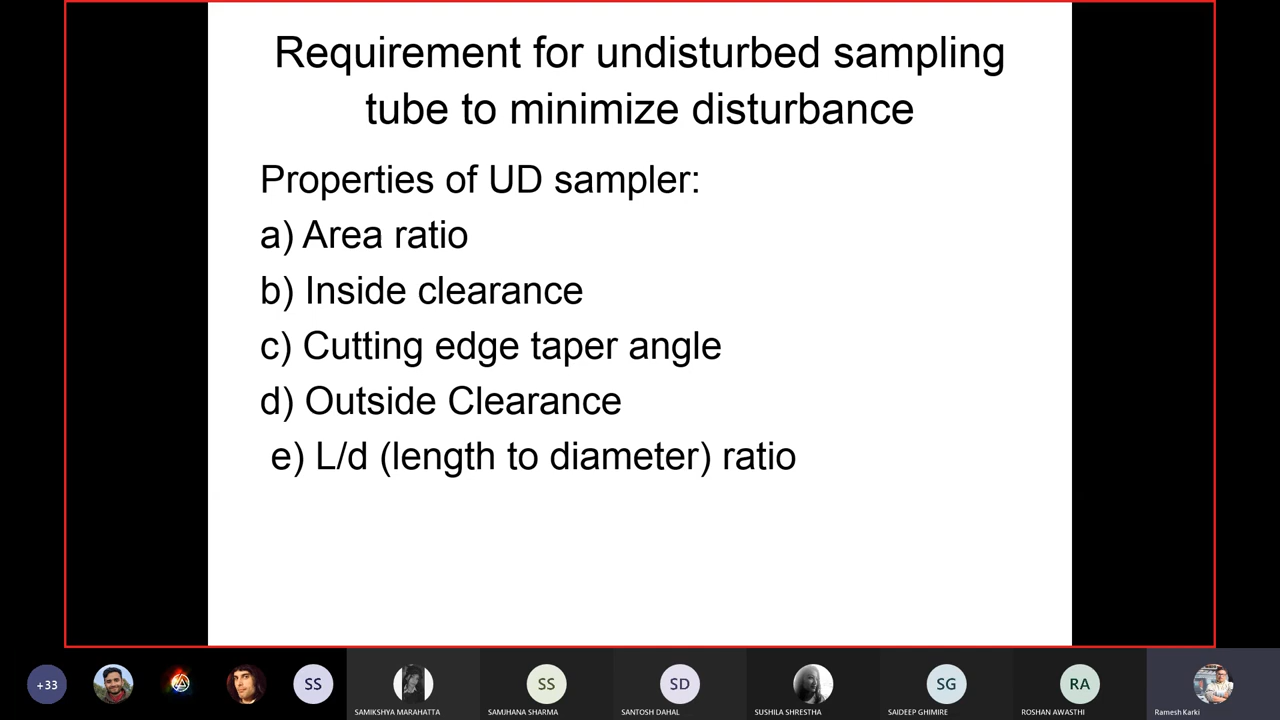 Requirement for undisturbed sampling
tube to minimize disturbance
Properties of UD sampler:
a) Area ratio
b) Inside clearance
c) Cutting edge taper angle
d) Outside Clearance
e) L/d (length to diameter) ratio
+33
SS
SS
SD
SG
RA
SAMIKSHYA MARAHATTA
SAMJHANA SHARMA
SANTOSH DAHAL
SUSHILA SHRESTHA
SAIDEEP GHIMIRE
ROSHAN AWASTHI
Ramesh Karki